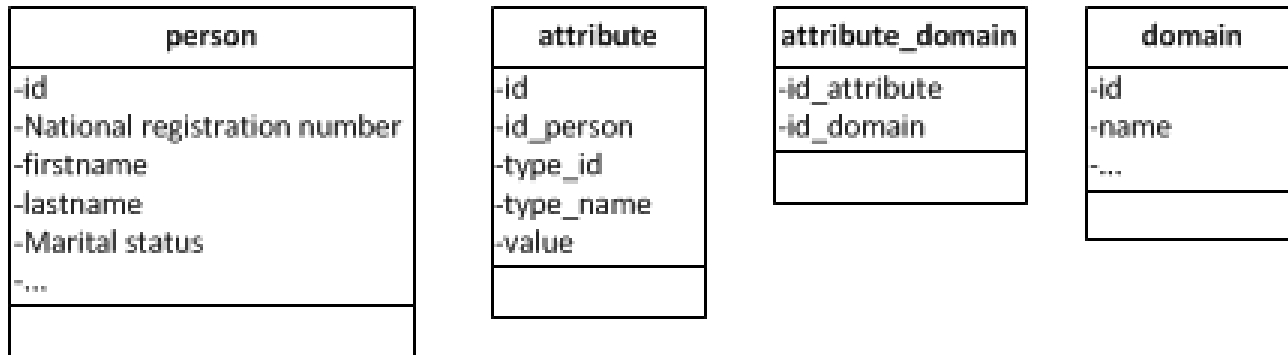 person
-id
-National registration number
-firstname
-lastname
-Marital status
-...
attribute
-id
-id_person
-type_id
-type_name
-value
attribute_domain
-id_attribute
-id_domain
domain
-id
-name
-...